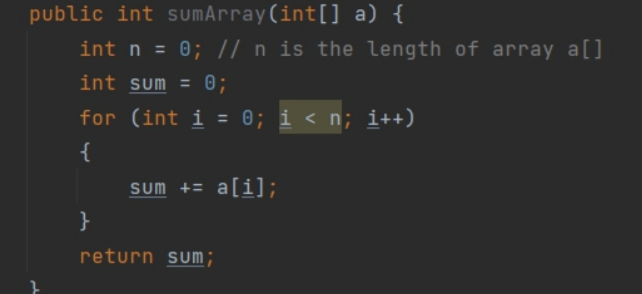 public int sumArray(int[] a) {
int n = 0; // n is the length of array a[]
int sum = 0;
for (int i = 0; i < n; i++)
{
sum += a[i];
}
return sum;
}